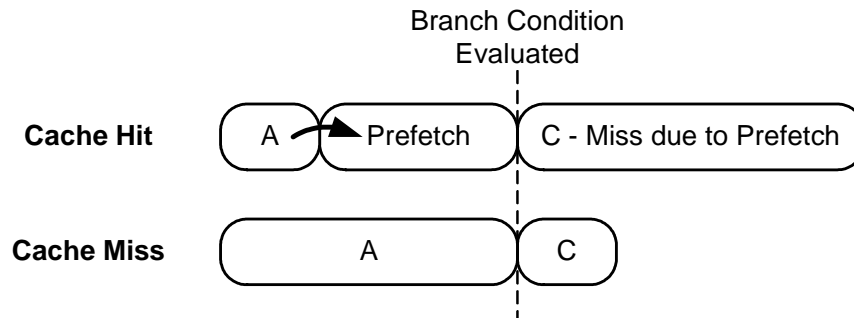 Branch Condition
Evaluated
Cache Hit
A
Prefetch
C - Miss due to Prefetch
Cache Miss
A
C